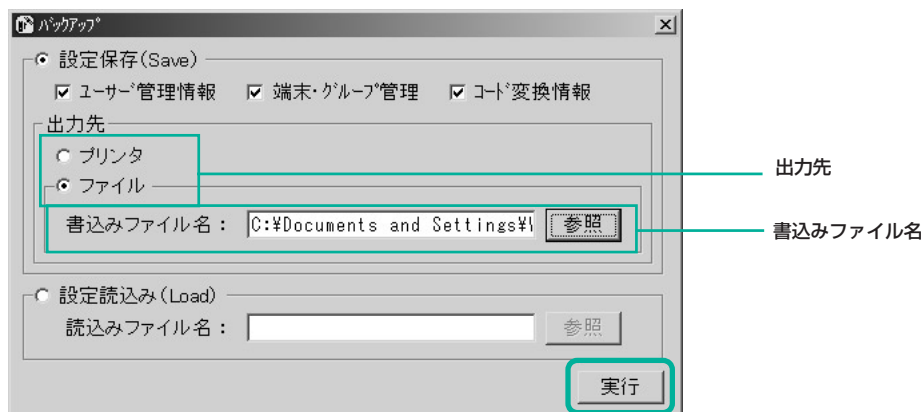 バックアップ
設定保存(Save)
ユーザー管理情報 端末・グループ管理 コード変換情報
出力先
プリンタ
ファイル
書込みファイル名： C:¥Documents and Settings¥ 参照
設定読込み(Load)
読込みファイル名： 参照
実行
出力先
書込みファイル名